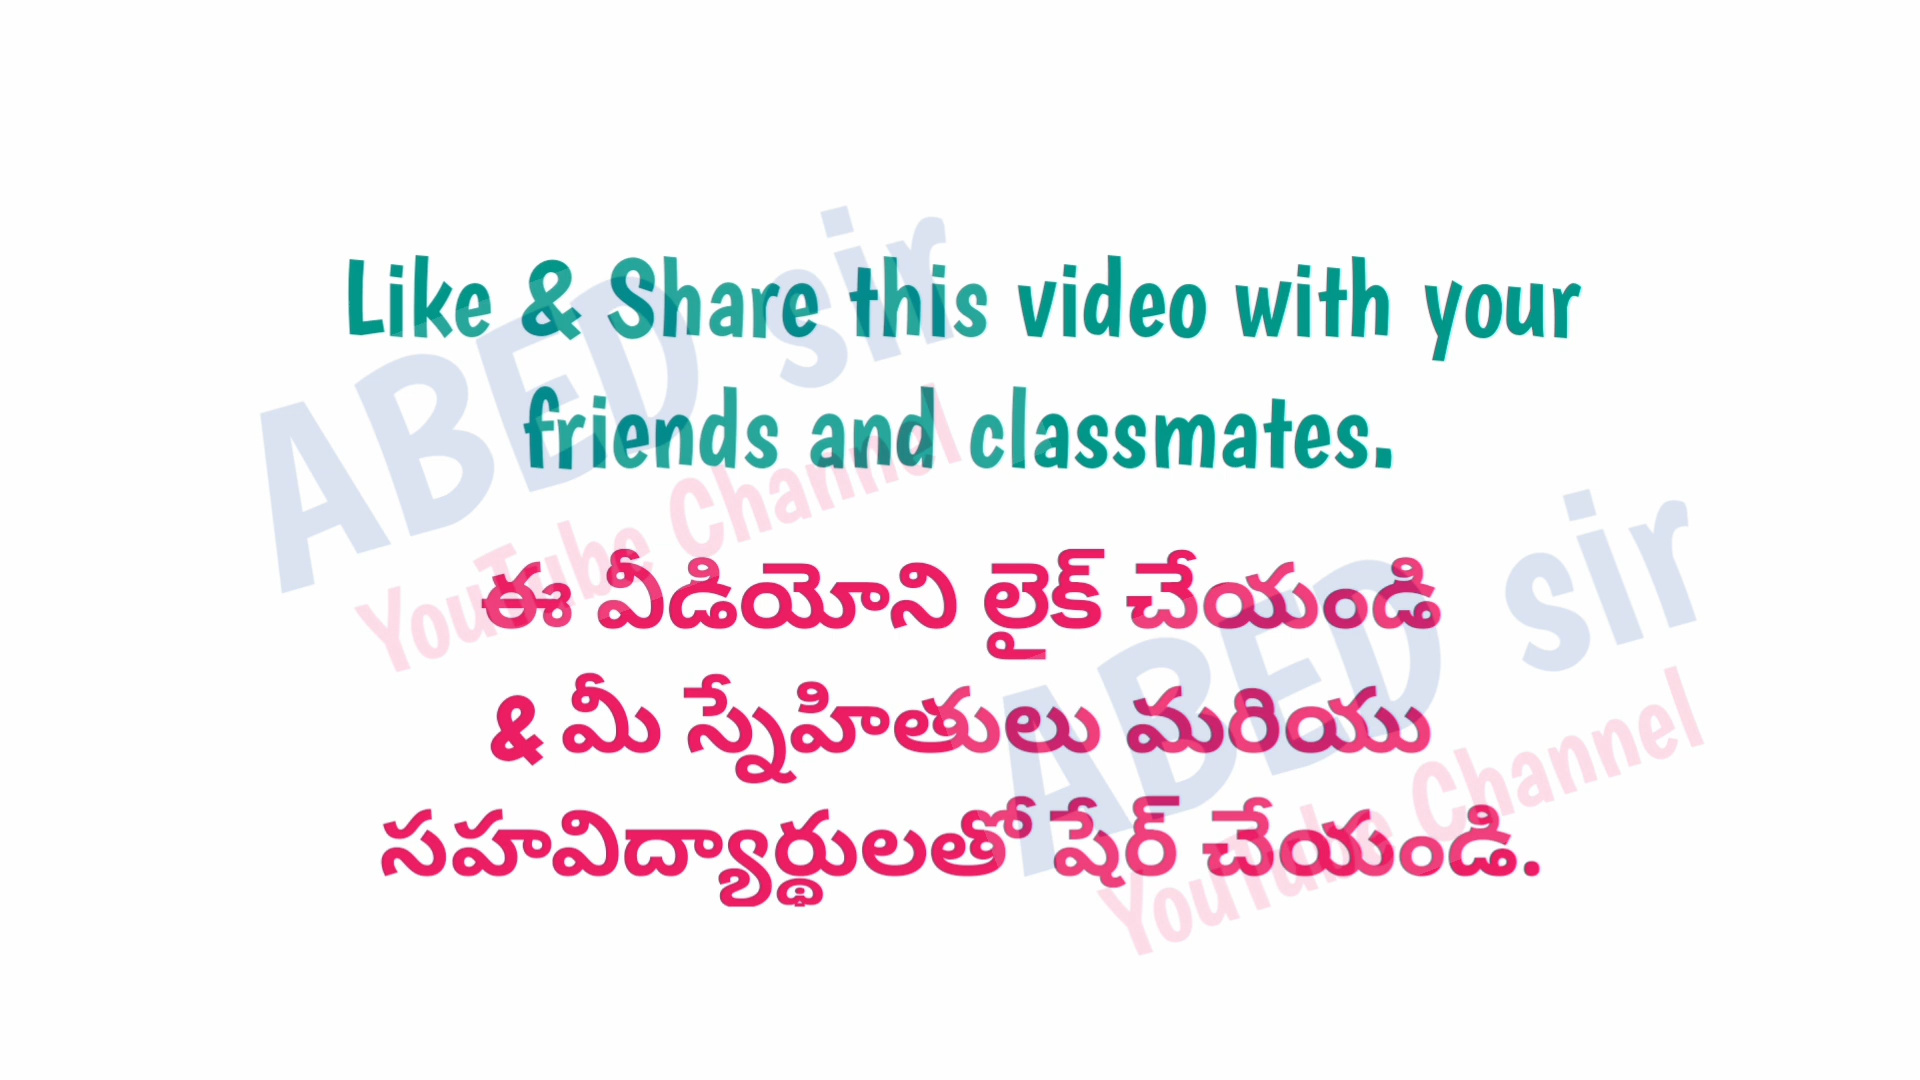 Like & Share this video with your
friends and classmates.
ఈ వీడియోని లైక్ చేయండి
& మీ స్నేహితులు మరియు
సహవిద్యార్థులతో షేర్ చేయండి.
ABED sir
YouTube Channel
ABED sir
YouTube Channel